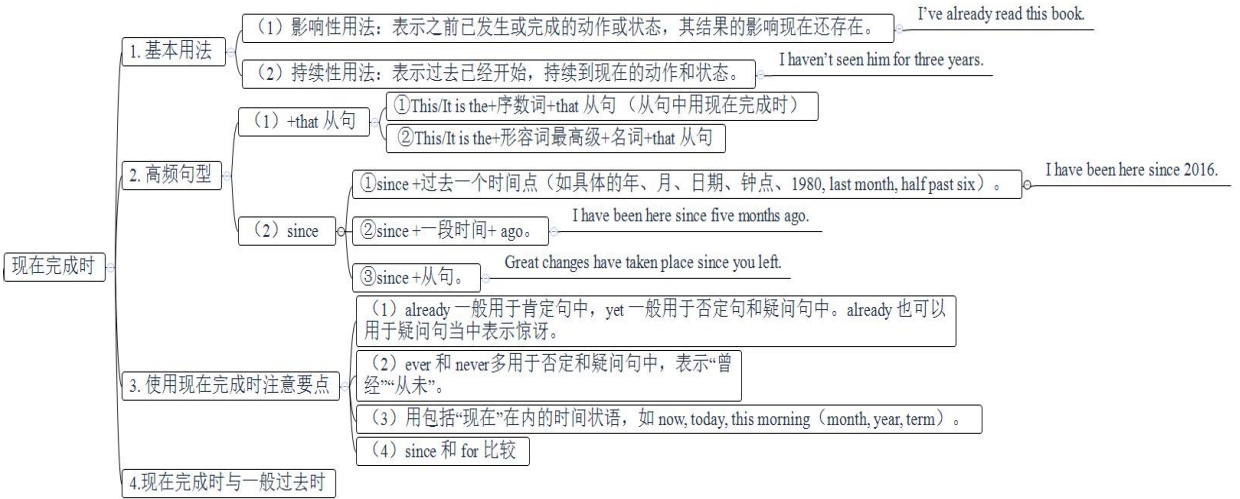 现在完成时
1. 基本用法
（1）影响性用法：表示之前已发生或完成的动作或状态，其结果的影响现在还存在。
I've already read this book.
（2）持续性用法：表示过去已经开始，持续到现在的动作和状态。
I haven't seen him for three years.
2. 高频句型
（1）+that 从句
①This/It is the+序数词+that 从句 （从句中用现在完成时）
②This/It is the+形容词最高级+名词+that 从句
（2）since
①since +过去一个时间点（如具体的年、月、日期、钟点、1980, last month, half past six）。
I have been here since 2016.
②since +一段时间+ ago。
I have been here since five months ago.
③since +从句。
Great changes have taken place since you left.
3. 使用现在完成时注意要点
（1）already 一般用于肯定句中，yet 一般用于否定句和疑问句中。already 也可以
用于疑问句当中表示惊讶。
（2）ever 和 never多用于否定和疑问句中，表示“曾
经”“从未”。
（3）用包括“现在”在内的时间状语，如 now, today, this morning（month, year, term）。
（4）since 和 for 比较
4.现在完成时与一般过去时